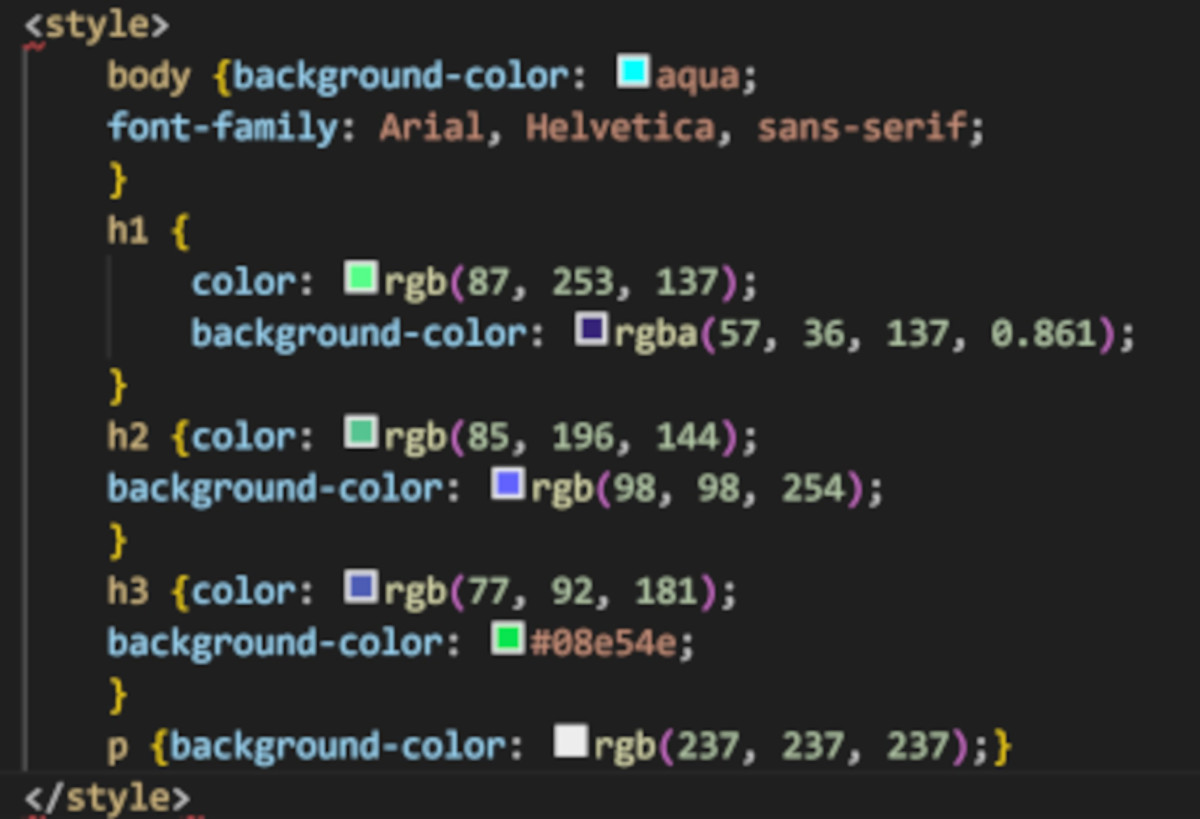 <style>
body {background-color: aqua;
font-family: Arial, Helvetica, sans-serif;
}
h1 {
color: rgb(87, 253, 137);
background-color: rgba(57, 36, 137, 0.861);
}
h2 {color: rgb(85, 196, 144);
background-color: rgb(98, 98, 254);
}
h3 {color: rgb(77, 92, 181);
background-color: #08e54e;
}
p {background-color: rgb(237, 237, 237);}
</style>